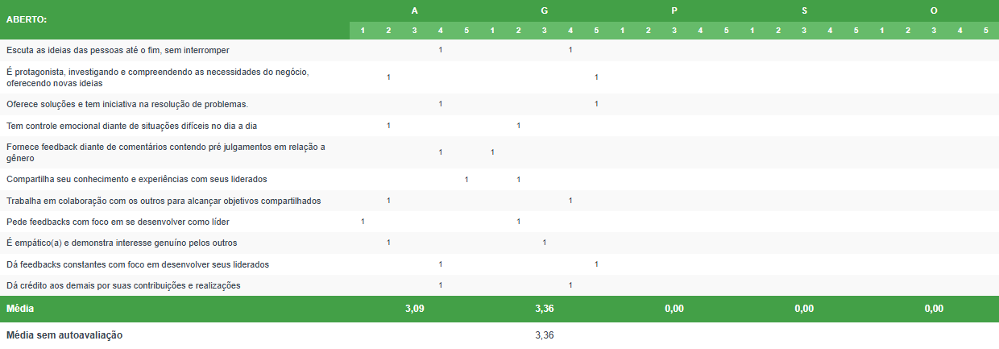 ABERTO: A G P S O
1 2 3 4 5 1 2 3 4 5 1 2 3 4 5 1 2 3 4 5 1 2 3 4 5
Escuta as ideias das pessoas até o fim, sem interromper 1 1
É protagonista, investigando e compreendendo as necessidades do negócio,
oferecendo novas ideias 1 1
Oferece soluções e tem iniciativa na resolução de problemas. 1 1
Tem controle emocional diante de situações difíceis no dia a dia 1 1
Fornece feedback diante de comentários contendo pré julgamentos em relação a
gênero 1 1
Compartilha seu conhecimento e experiências com seus liderados 1 1
Trabalha em colaboração com os outros para alcançar objetivos compartilhados 1 1
Pede feedbacks com foco em se desenvolver como líder 1 1
É empático(a) e demonstra interesse genuíno pelos outros 1 1
Dá feedbacks constantes com foco em desenvolver seus liderados 1 1
Dá crédito aos demais por suas contribuições e realizações 1 1
Média 3,09 3,36 0,00 0,00 0,00
Média sem autoavaliação 3,36